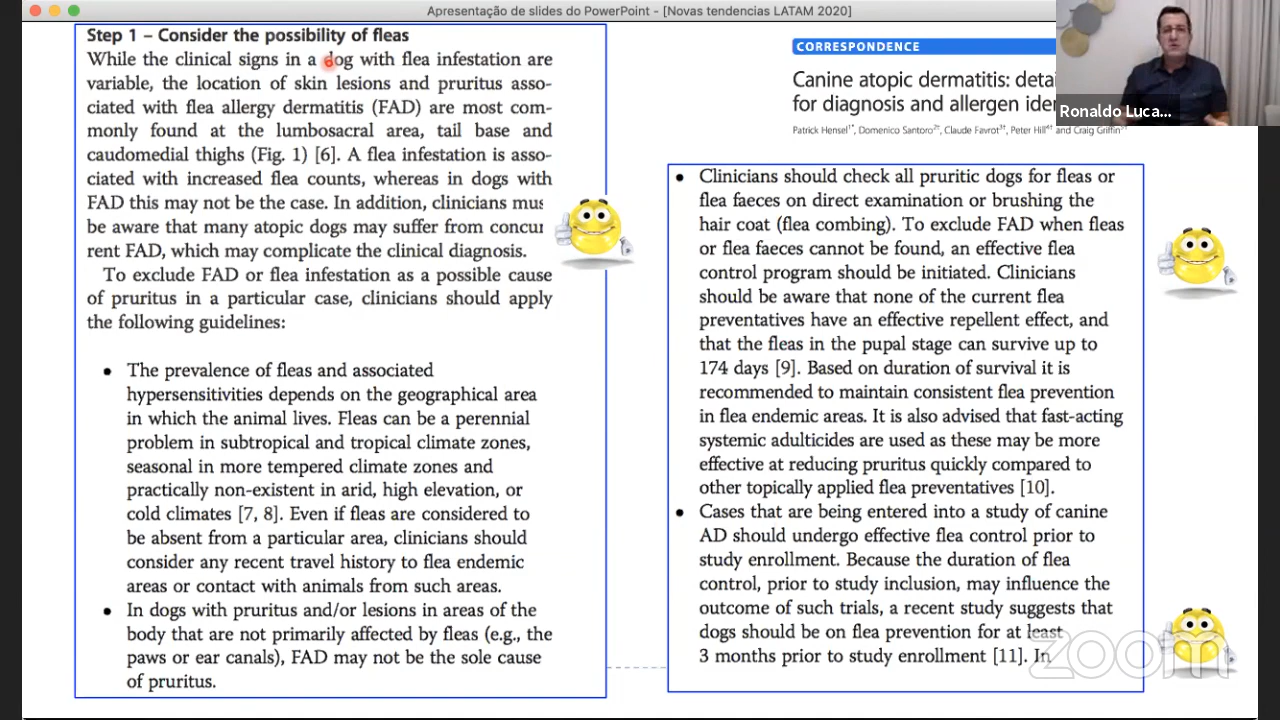 Apresentação de slides do PowerPoint - [Novas tendencias LATAM 2020]
Step 1 – Consider the possibility of fleas
While the clinical signs in a dog with flea infestation are
variable, the location of skin lesions and pruritus asso-
ciated with flea allergy dermatitis (FAD) are most com-
monly found at the lumbosacral area, tail base and
caudomedial thighs (Fig. 1) [6]. A flea infestation is asso-
ciated with increased flea counts, whereas in dogs with
FAD this may not be the case. In addition, clinicians mus
be aware that many atopic dogs may suffer from concur
rent FAD, which may complicate the clinical diagnosis.
To exclude FAD or flea infestation as a possible cause
of pruritus in a particular case, clinicians should apply
the following guidelines:
• The prevalence of fleas and associated
hypersensitivities depends on the geographical area
in which the animal lives. Fleas can be a perennial
problem in subtropical and tropical climate zones,
seasonal in more tempered climate zones and
practically non-existent in arid, high elevation, or
cold climates [7, 8]. Even if fleas are considered to
be absent from a particular area, clinicians should
consider any recent travel history to flea endemic
areas or contact with animals from such areas.
• In dogs with pruritus and/or lesions in areas of the
body that are not primarily affected by fleas (e.g., the
paws or ear canals), FAD may not be the sole cause
of pruritus.
CORRESPONDENCE
Canine atopic dermatitis: detai
for diagnosis and allergen iden
Patrick Hensel, Domenico Santoro, Claude Favrot, Peter Hill and Craig Griffin
Ronaldo Luca...
• Clinicians should check all pruritic dogs for fleas or
flea faeces on direct examination or brushing the
hair coat (flea combing). To exclude FAD when fleas
or flea faeces cannot be found, an effective flea
control program should be initiated. Clinicians
should be aware that none of the current flea
preventatives have an effective repellent effect, and
that the fleas in the pupal stage can survive up to
174 days [9]. Based on duration of survival it is
recommended to maintain consistent flea prevention
in flea endemic areas. It is also advised that fast-acting
systemic adulticides are used as these may be more
effective at reducing pruritus quickly compared to
other topically applied flea preventatives [10].
• Cases that are being entered into a study of canine
AD should undergo effective flea control prior to
study enrollment. Because the duration of flea
control, prior to study inclusion, may influence the
outcome of such trials, a recent study suggests that
dogs should be on flea prevention for at least
3 months prior to study enrollment [11]. In
zoom